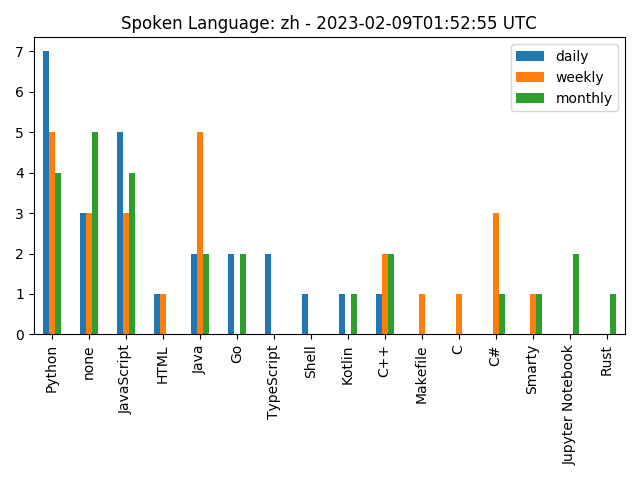 Spoken Language: zh - 2023-02-09T01:52:55 UTC
daily
weekly
monthly
7
6
5
4
3
2
1
0
Python
none
JavaScript
HTML
Java
Go
TypeScript
Shell
Kotlin
C++
Makefile
C
C#
Smarty
Jupyter Notebook
Rust